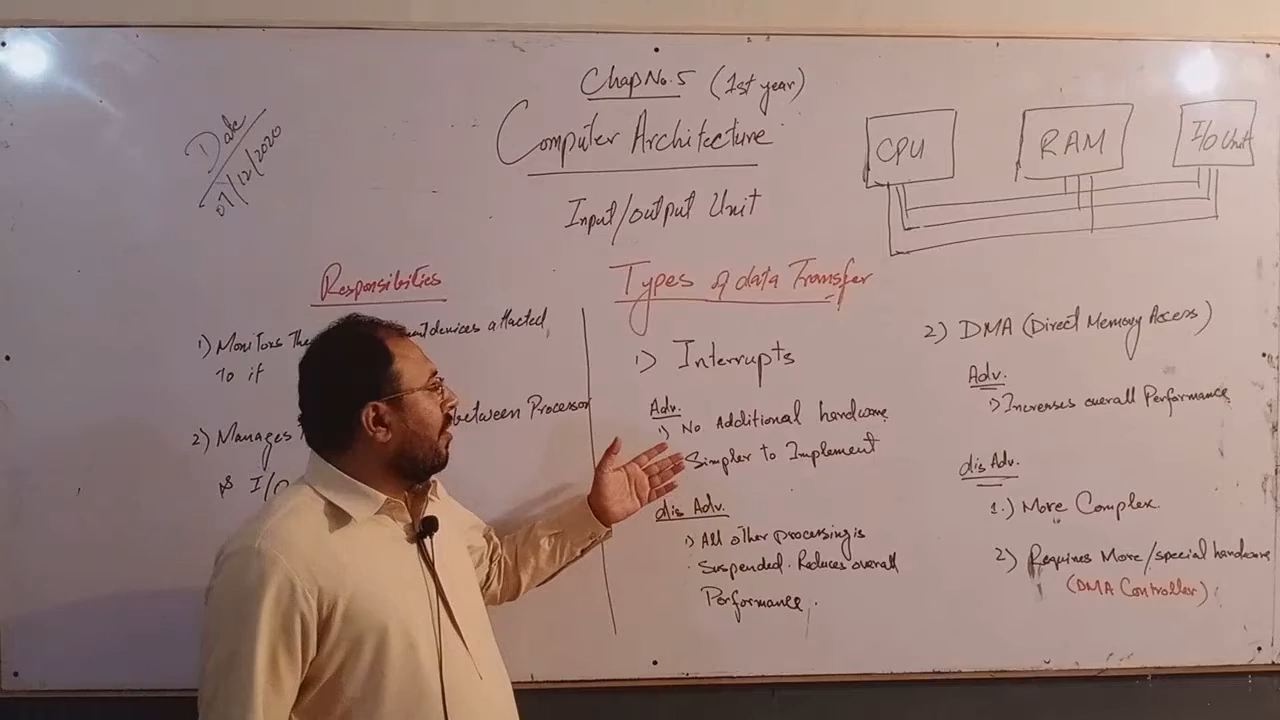 Chap No. 5 (1st year)
Computer Architecture
Input/output Unit
Date
07/12/2020
CPU
RAM
I/O Unit
Responsibilities
1) Monitors The devices attacted
To it
2) Manages between Processor
& I/O
Types of data Transfer
1) Interrupts
Adv.
1) No Additional hardware
Simpler to Implement
dis Adv.
1) All other processing is
suspended. Reduces overall
Performance.
2) DMA (Direct Memory Access)
Adv.
1) Increses overall Performance
dis Adv.
1.) More Complex.
2) Requires More/special hardware
(DMA Controller)